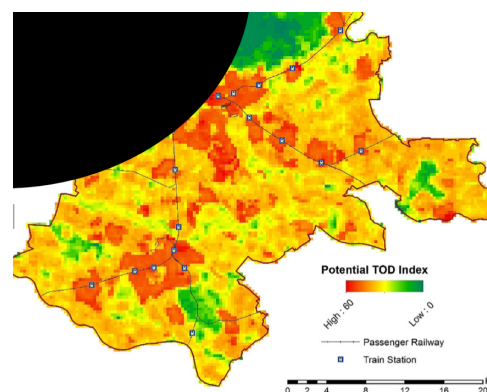 Potential TOD Index
High : 60
Low : 0
Passenger Railway
Train Station
0 2 4 8 12 16 20